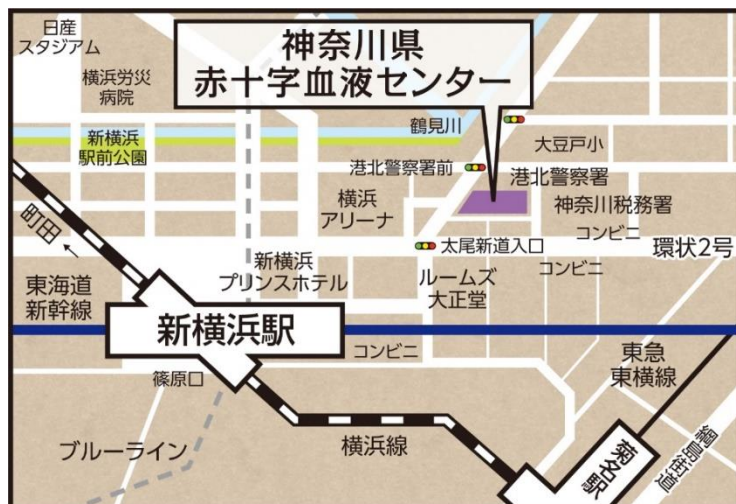 日産
スタジアム
神奈川県
赤十字血液センター
横浜労災
病院
鶴見川
新横浜
駅前公園
大豆戸小
港北警察署前
港北警察署
横浜
アリーナ
神奈川税務署
町田
←
コンビニ
太尾新道入口
環状2号
新横浜
プリンスホテル
ルームズ
大正堂
コンビニ
東海道
新幹線
新横浜駅
コンビニ
東急
東横線
篠原口
ブルーライン
横浜線
菊名駅
綱島街道